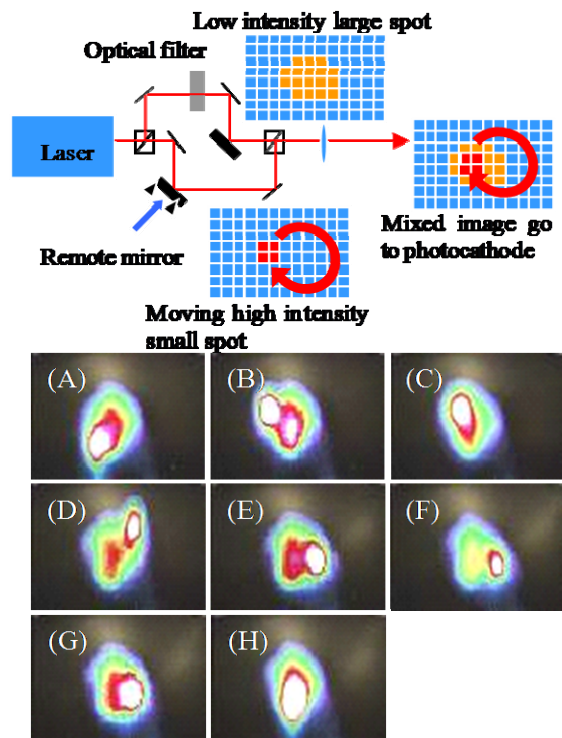 Low intensity large spot
Optical filter
Laser
Remote mirror
Mixed image go
to photocathode
Moving high intensity
small spot
(A)
(B)
(C)
(D)
(E)
(F)
(G)
(H)